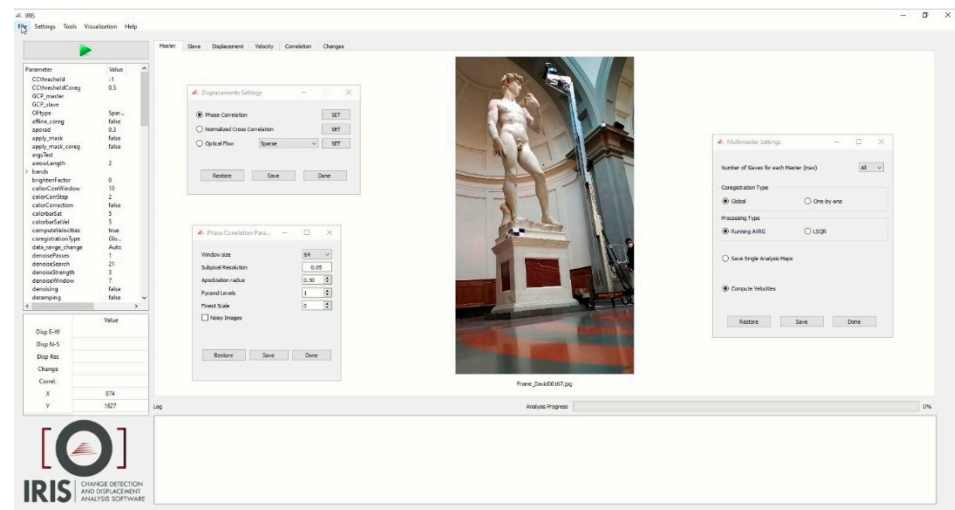 IRIS
File Settings Tools Visualization Help
Master Slave Displacement Velocity Correlation Changes
Parameter Value
CCthreshold -1
CCthresholdCoreg 0.5
GCP_master
GCP_slave
OFtype Spar...
affine_coreg false
aporad 0.3
apply_mask false
apply_mask_coreg false
argsText
arrowLength 2
bands
brightenFactor 0
collorCorrWindow 10
colorCorrStep 2
colorCorrection false
colorbarSat 5
colorbarSatVel 5
computeVelocities true
coregistrationType Glo...
data_range_change Auto
denoisePasses 1
denoiseSearch 21
denoiseStrength 3
denoiseWindow 7
denoising false
deramping false
Value
Disp E-W
Disp N-S
Disp Res
Change
Correl.
X 874
Y 1627
IRIS
CHANGE DETECTION
AND DISPLACEMENT
ANALYSIS SOFTWARE
Displacements Settings
Phase Correlation SET
Normalized Cross Correlation SET
Optical Flow Sparse SET
Restore Save Done
Phase Correlation Para...
Window size 64
Subpixel Resolution 0.05
Apodization radius 0.30
Pyramid Levels 1
Finest Scale 0
Noisy Images
Restore Save Done
Frame_David00167.jpg
Multimaster Settings
Number of Slaves for each Master (max) All
Coregistration Type
Global One-by-one
Processing Type
Running AVRG LSQR
Save Single Analysis Maps
Compute Velocities
Restore Save Done
Log Analysis Progress 0%